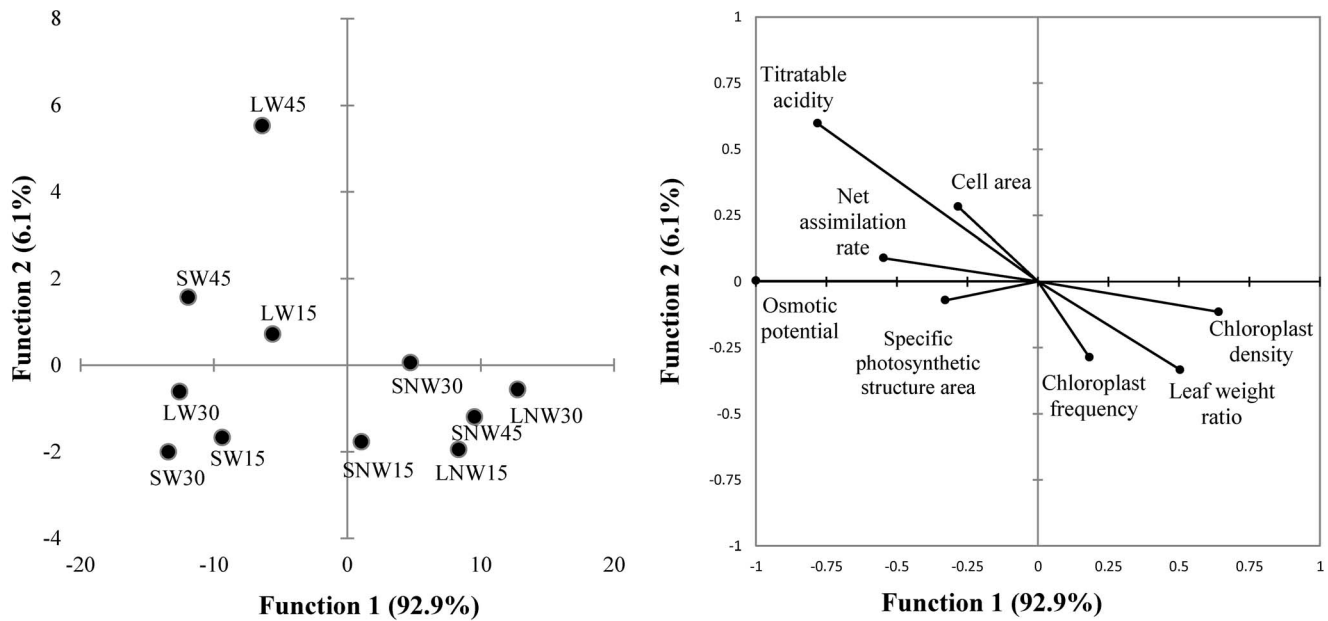 8
6
4
2
0
-2
-4
-20
-10
0
10
20
Function 2 (6.1%)
Function 1 (92.9%)
LW45
SW45
LW15
LW30
SW30
SW15
SNW30
LNW30
SNW45
SNW15
LNW15
1
0.75
0.5
0.25
0
-0.25
-0.5
-0.75
-1
-1
-0.75
-0.5
-0.25
0
0.25
0.5
0.75
1
Function 2 (6.1%)
Function 1 (92.9%)
Titratable
acidity
Cell area
Net
assimilation
rate
Osmotic
potential
Specific
photosynthetic
structure area
Chloroplast
density
Chloroplast
frequency
Leaf weight
ratio